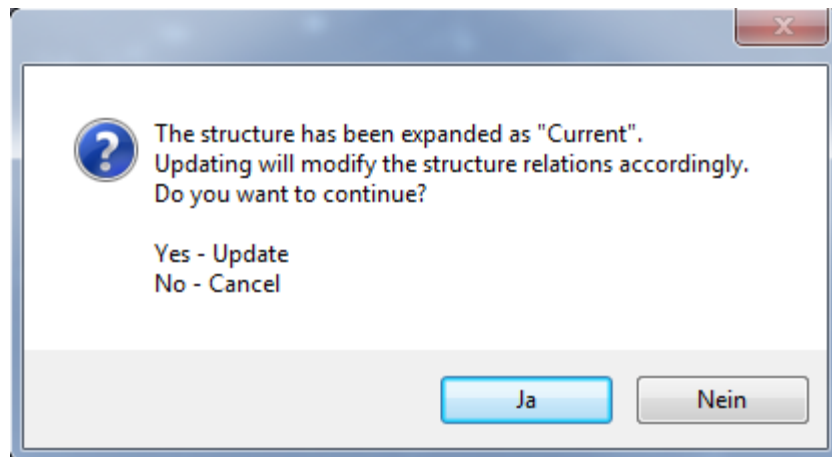 The structure has been expanded as "Current".
Updating will modify the structure relations accordingly.
Do you want to continue?
Yes - Update
No - Cancel
Ja
Nein